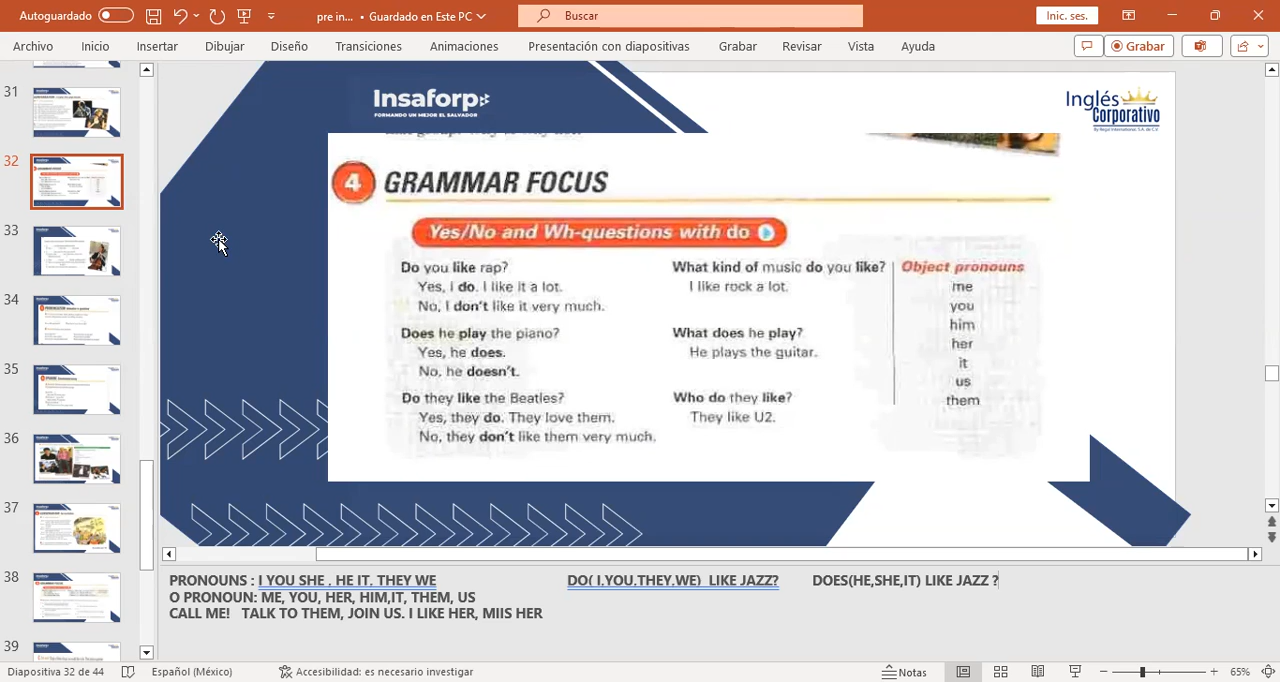 Autoguardado
pre in... • Guardado en Este PC
Buscar
Inic. ses.
Archivo Inicio Insertar Dibujar Diseño Transiciones Animaciones Presentación con diapositivas Grabar Revisar Vista Ayuda
Grabar
31
32
33
34
35
36
37
38
39
Insaforp
FORMANDO UN MEJOR EL SALVADOR
Inglés
Corporativo
By Regal International, S.A. de C.V.
4 GRAMMAR FOCUS
Yes/No and Wh-questions with do
Do you like rap?
Yes, I do. I like it a lot.
No, I don't like it very much.
Does he play the piano?
Yes, he does.
No, he doesn't.
Do they like the Beatles?
Yes, they do. They love them.
No, they don't like them very much.
What kind of music do you like?
I like rock a lot.
What does he play?
He plays the guitar.
Who do they like?
They like U2.
Object pronouns
me
you
him
her
it
us
them
PRONOUNS : I YOU SHE , HE IT, THEY WE DO( I,YOU,THEY,WE) LIKE JAZZ? DOES(HE,SHE,IT) LIKE JAZZ ?
O PRONOUN: ME, YOU, HER, HIM,IT, THEM, US
CALL ME! TALK TO THEM, JOIN US. I LIKE HER, MIIS HER
Diapositiva 32 de 44 Español (México) Accesibilidad: es necesario investigar Notas 65%